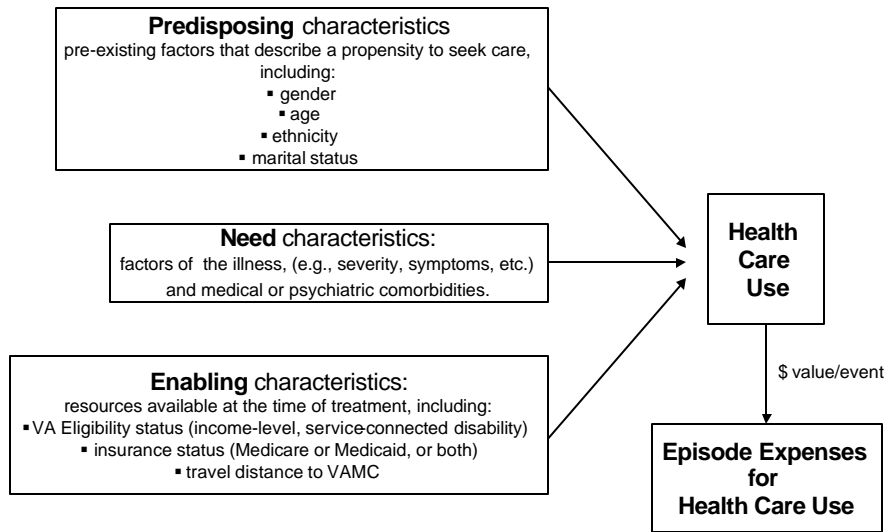 Predisposing characteristics
pre-existing factors that describe a propensity to seek care,
including:
▪ gender
▪ age
▪ ethnicity
▪ marital status
Need characteristics:
factors of the illness, (e.g., severity, symptoms, etc.)
and medical or psychiatric comorbidities.
Enabling characteristics:
resources available at the time of treatment, including:
▪ VA Eligibility status (income-level, service-connected disability)
▪ insurance status (Medicare or Medicaid, or both)
▪ travel distance to VAMC
Health
Care
Use
$ value/event
Episode Expenses
for
Health Care Use